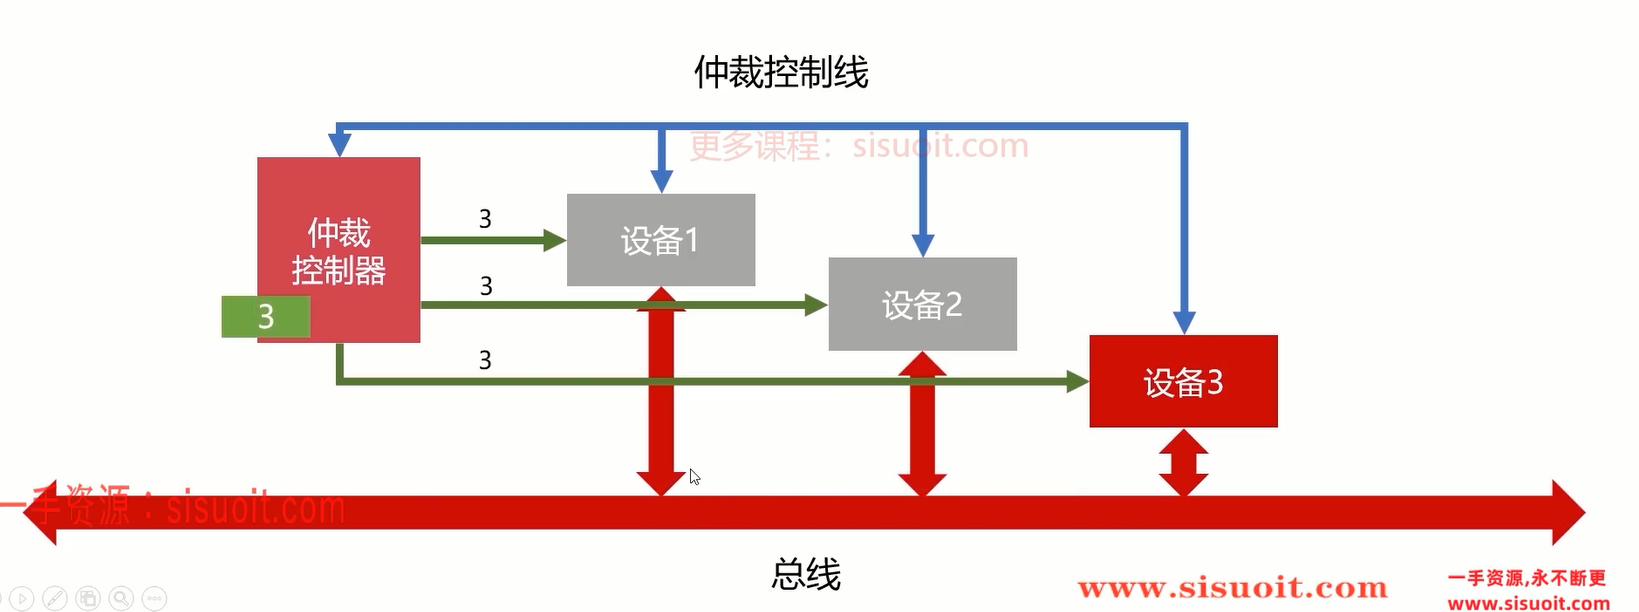 仲裁控制线
更多课程：sisuoit.com
仲裁
控制器
3
3
设备1
3
设备2
3
设备3
一手资源：sisuoit.com
总线
www.sisuoit.com
一手资源,永不断更
www.sisuoit.com